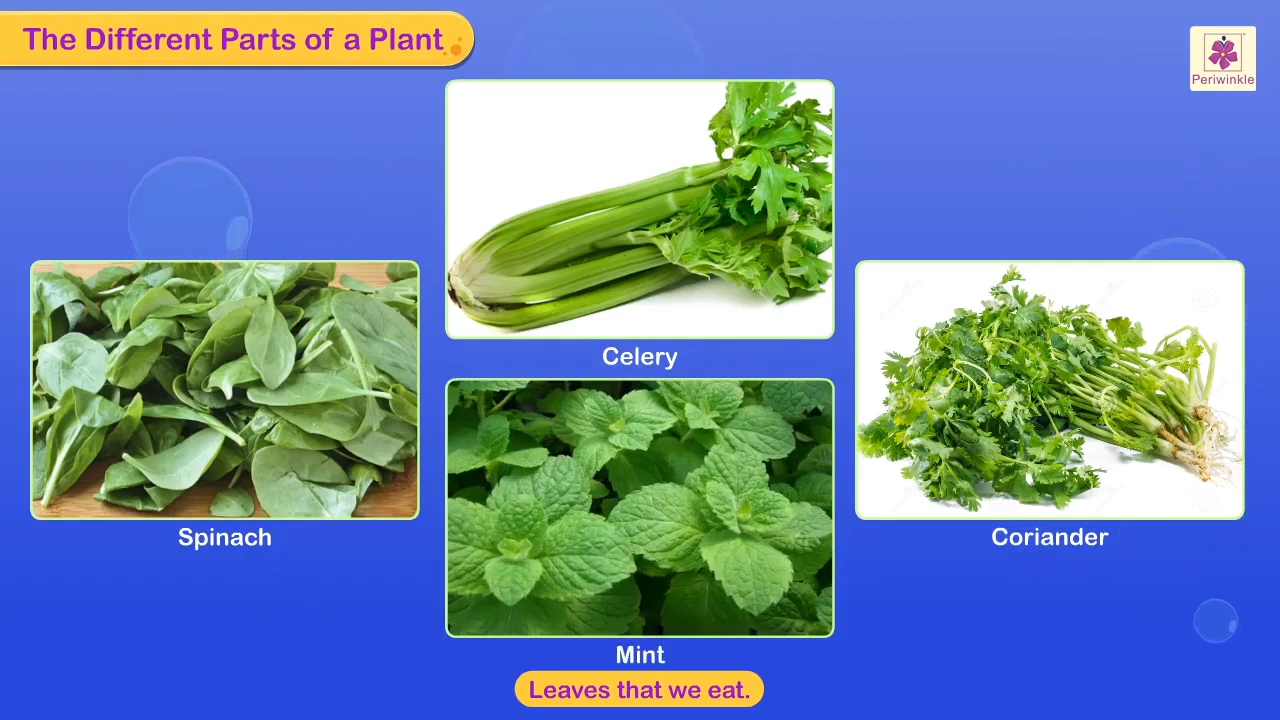 The Different Parts of a Plant
Periwinkle
Celery
Spinach
Coriander
Mint
Leaves that we eat.